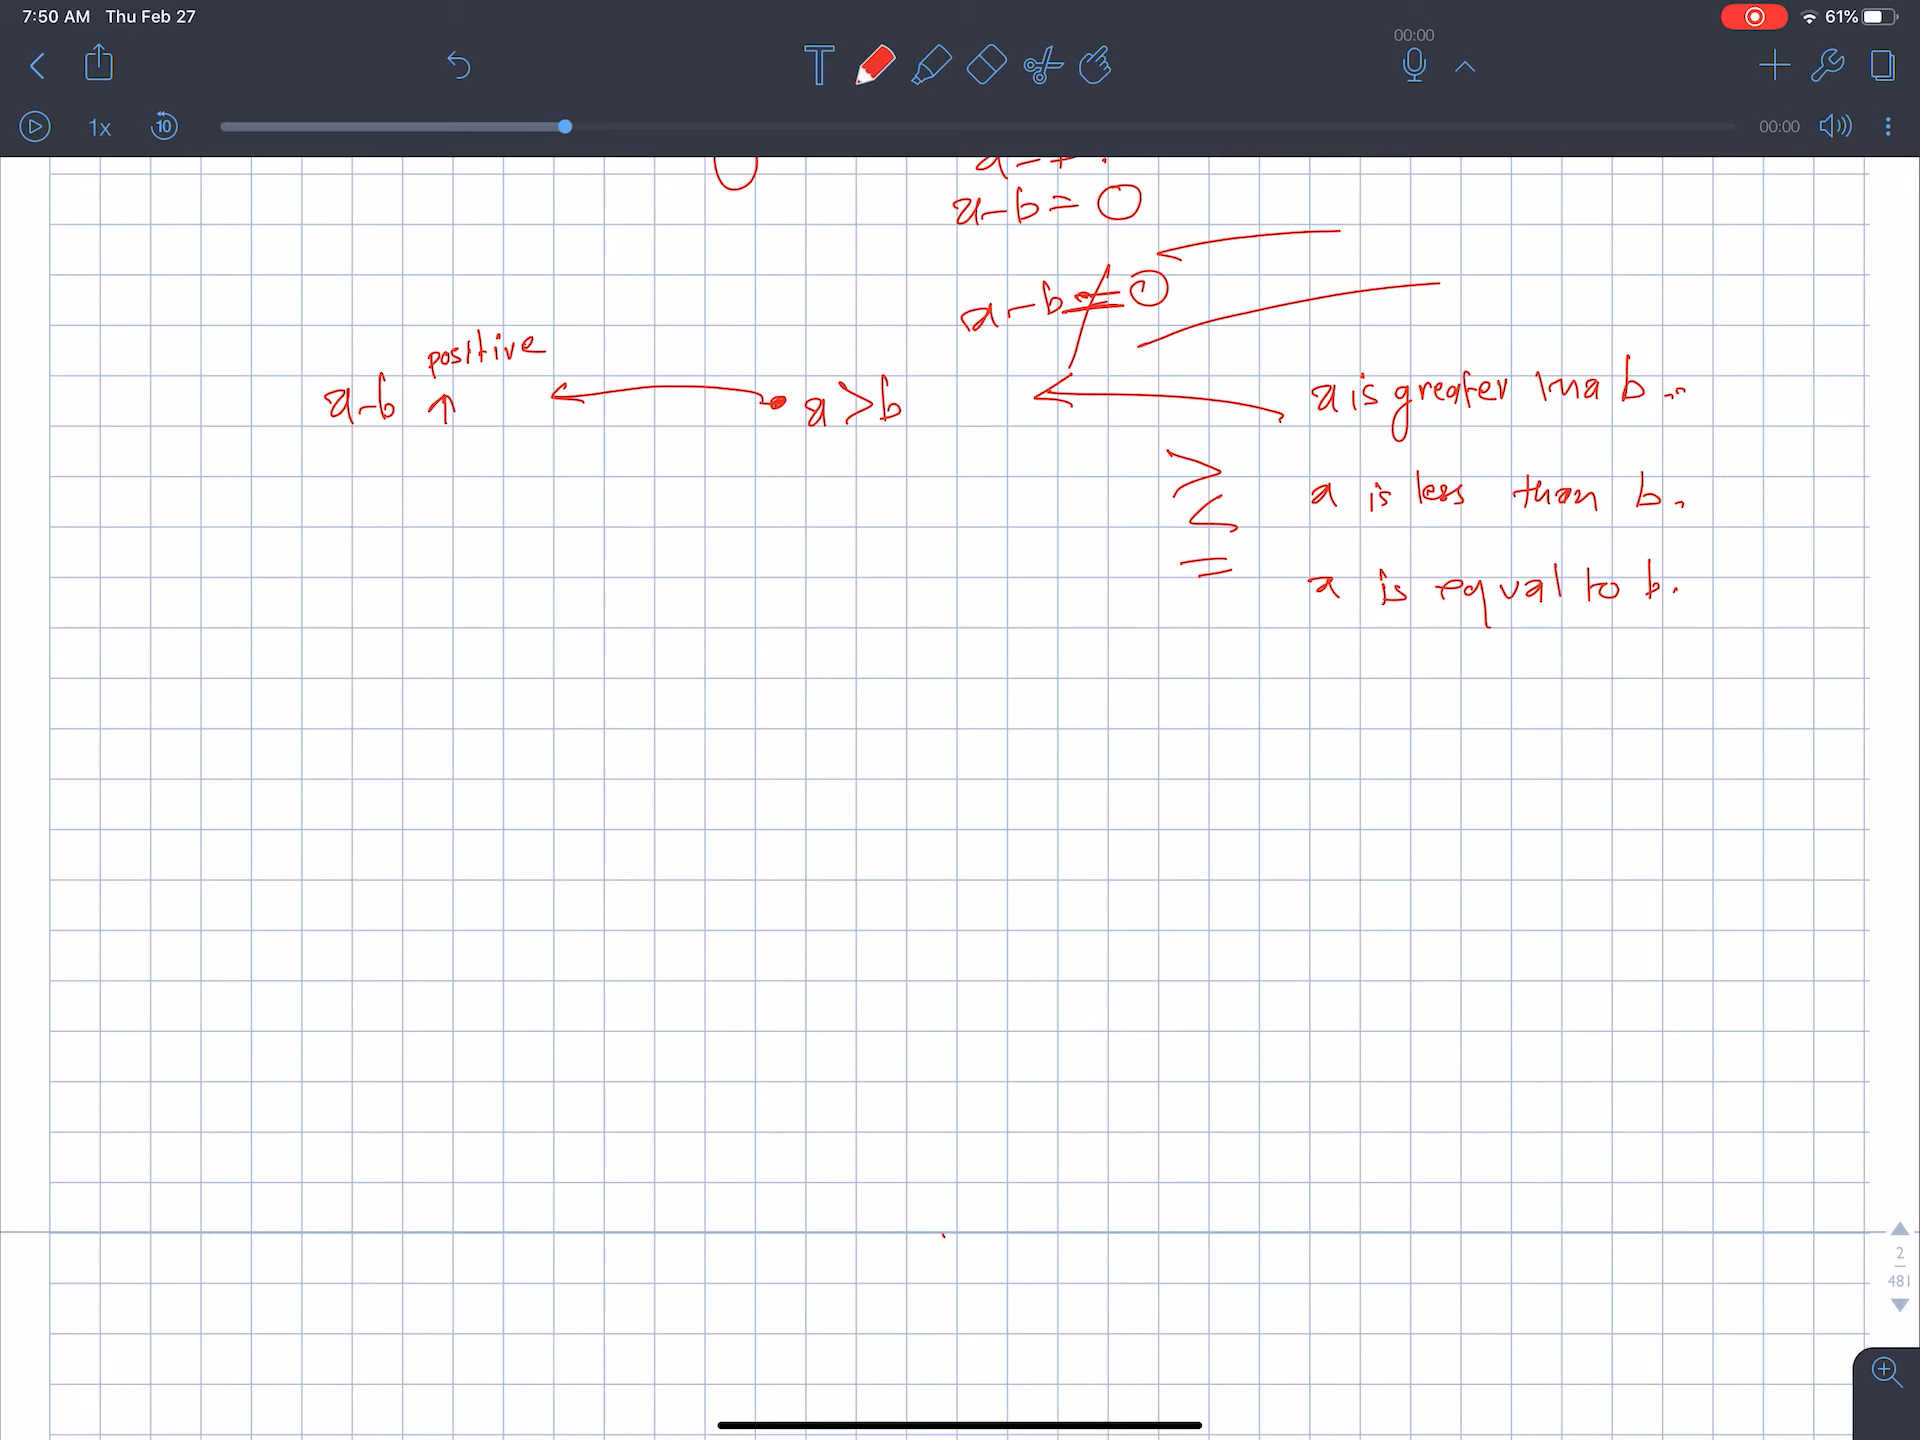 7:50 AM Thu Feb 27
61%
00:00
1x
10
00:00
a-b=0
a-b≠0
positive
a-b ↑
a>b
a is greater tha b..
>
<
a is less than b.
=
a is equal to b.
2
481